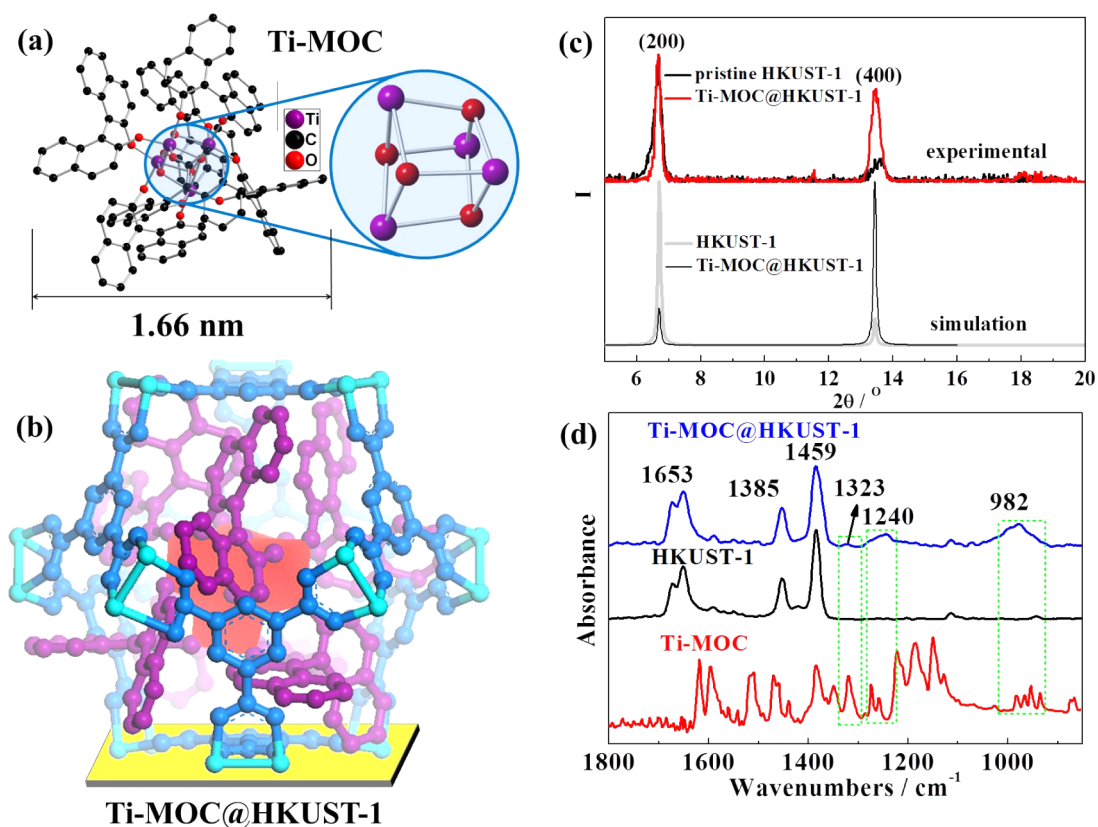 (a)
Ti-MOC
Ti
C
O
1.66 nm
(b)
Ti-MOC@HKUST-1
(c)
(200)
pristine HKUST-1
(400)
Ti-MOC@HKUST-1
experimental
I
HKUST-1
Ti-MOC@HKUST-1
simulation
6 8 10 12 14 16 18 20
2θ / °
(d)
Ti-MOC@HKUST-1
1459
1653
1385
1323
1240
982
HKUST-1
Absorbance
Ti-MOC
1800 1600 1400 1200 1000
Wavenumbers / cm⁻¹